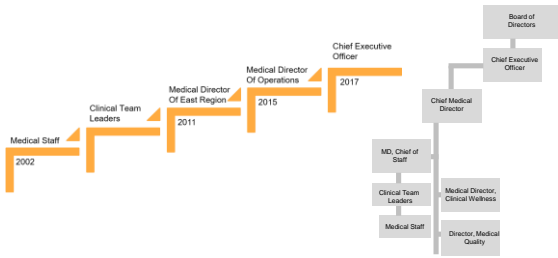 Medical Staff
2002
Clinical Team
Leaders
Medical Director
Of East Region
2011
Medical Director
Of Operations
2015
Chief Executive
Officer
2017
Board of
Directors
Chief Executive
Officer
Chief Medical
Director
MD, Chief of
Staff
Clinical Team
Leaders
Medical Staff
Medical Director,
Clinical Wellness
Director, Medical
Quality